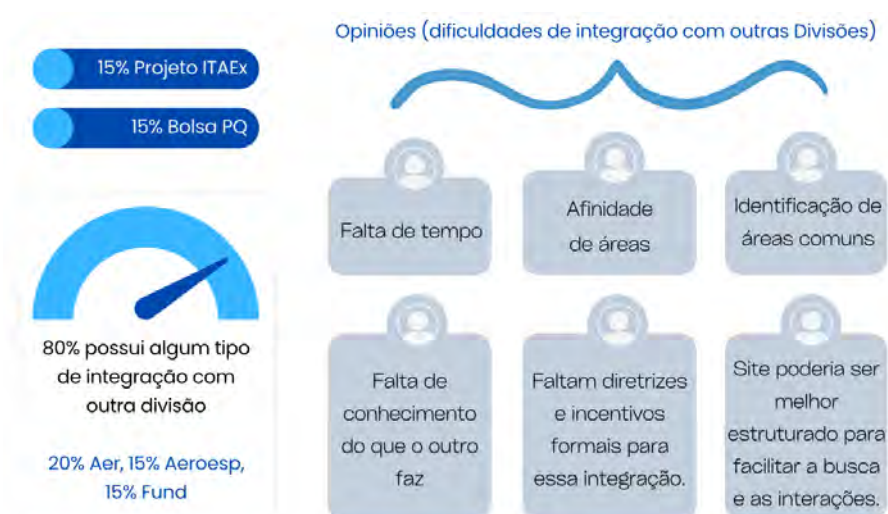 15% Projeto ITAEx
15% Bolsa PQ
80% possui algum tipo
de integração com
outra divisão
20% Aer, 15% Aeroesp,
15% Fund
Opiniões (dificuldades de integração com outras Divisões)
Falta de tempo
Afinidade
de áreas
Identificação de
áreas comuns
Falta de
conhecimento
do que o outro
faz
Faltam diretrizes
e incentivos
formais para
essa integração.
Site poderia ser
melhor
estruturado para
facilitar a busca
e as interações.